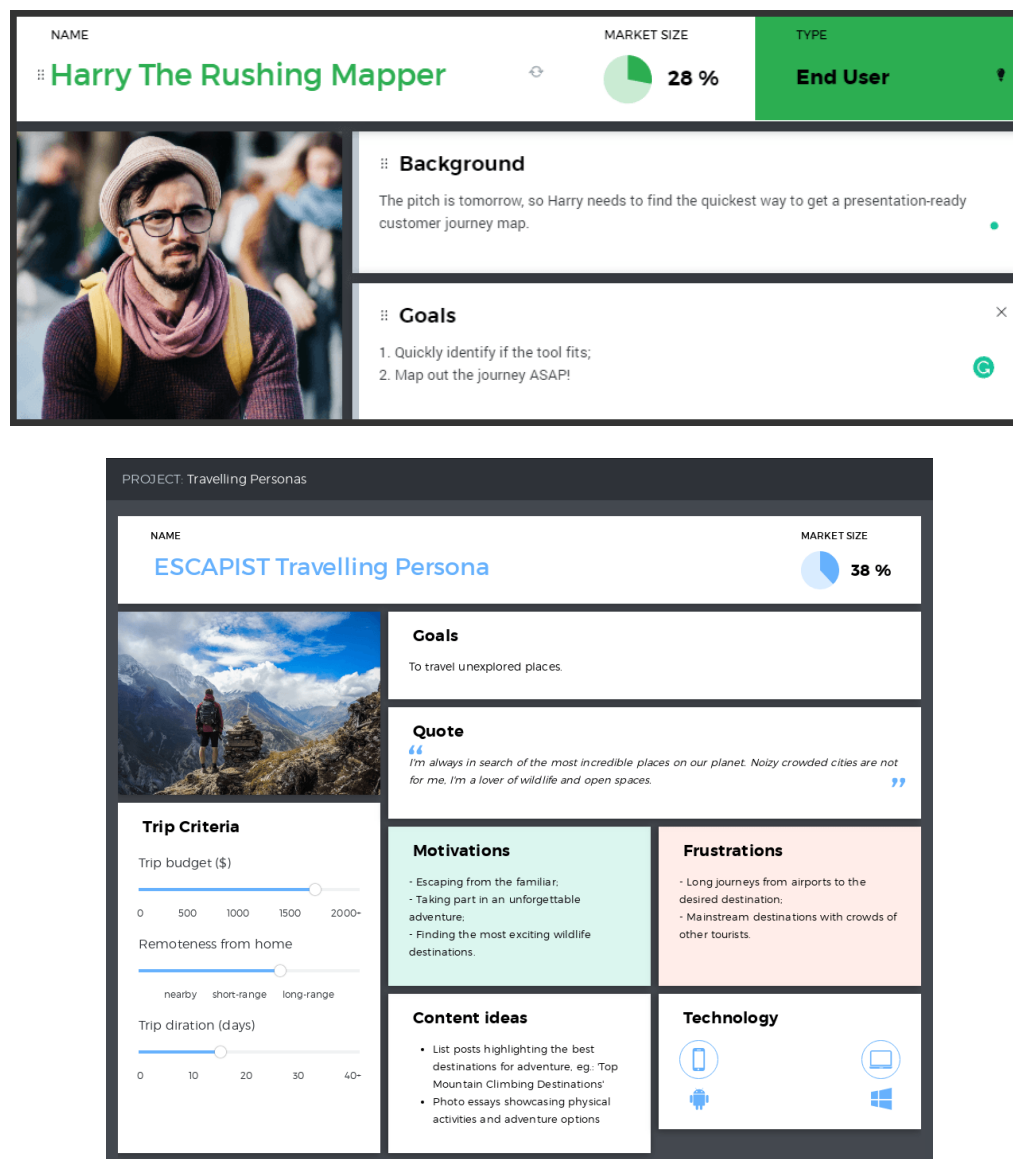 NAME
MARKET SIZE
TYPE
Harry The Rushing Mapper
28 %
End User
Background
The pitch is tomorrow, so Harry needs to find the quickest way to get a presentation-ready
customer journey map.
Goals
1. Quickly identify if the tool fits;
2. Map out the journey ASAP!
PROJECT: Travelling Personas
NAME
MARKET SIZE
ESCAPIST Travelling Persona
38 %
Goals
To travel unexplored places.
Quote
“
I'm always in search of the most incredible places on our planet. Noizy crowded cities are not
for me, I'm a lover of wildlife and open spaces.
”
Trip Criteria
Trip budget ($)
0 500 1000 1500 2000+
Remoteness from home
nearby short-range long-range
Trip diration (days)
0 10 20 30 40+
Motivations
- Escaping from the familiar;
- Taking part in an unforgettable
adventure;
- Finding the most exciting wildlife
destinations.
Frustrations
- Long journeys from airports to the
desired destination;
- Mainstream destinations with crowds of
other tourists.
Content ideas
• List posts highlighting the best
destinations for adventure, eg.: 'Top
Mountain Climbing Destinations'
• Photo essays showcasing physical
activities and adventure options
Technology